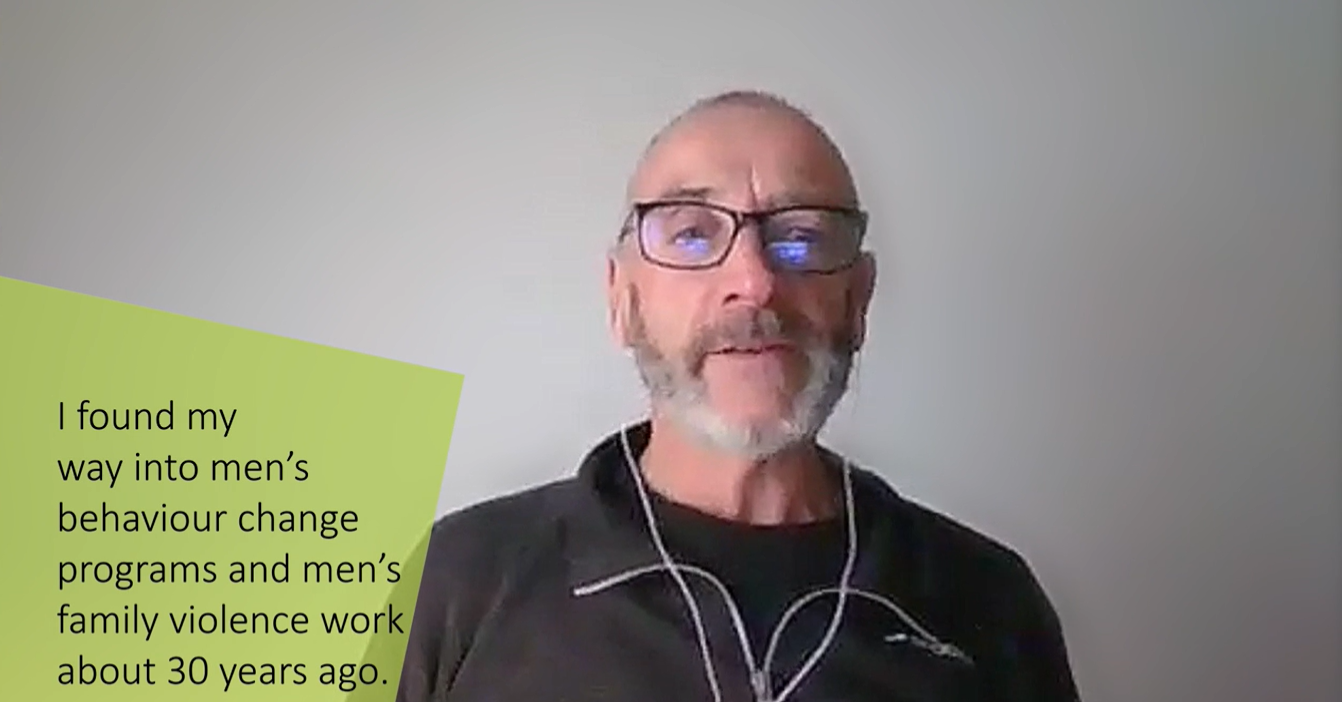 I found my
way into men’s
behaviour change
programs and men’s
family violence work
about 30 years ago.